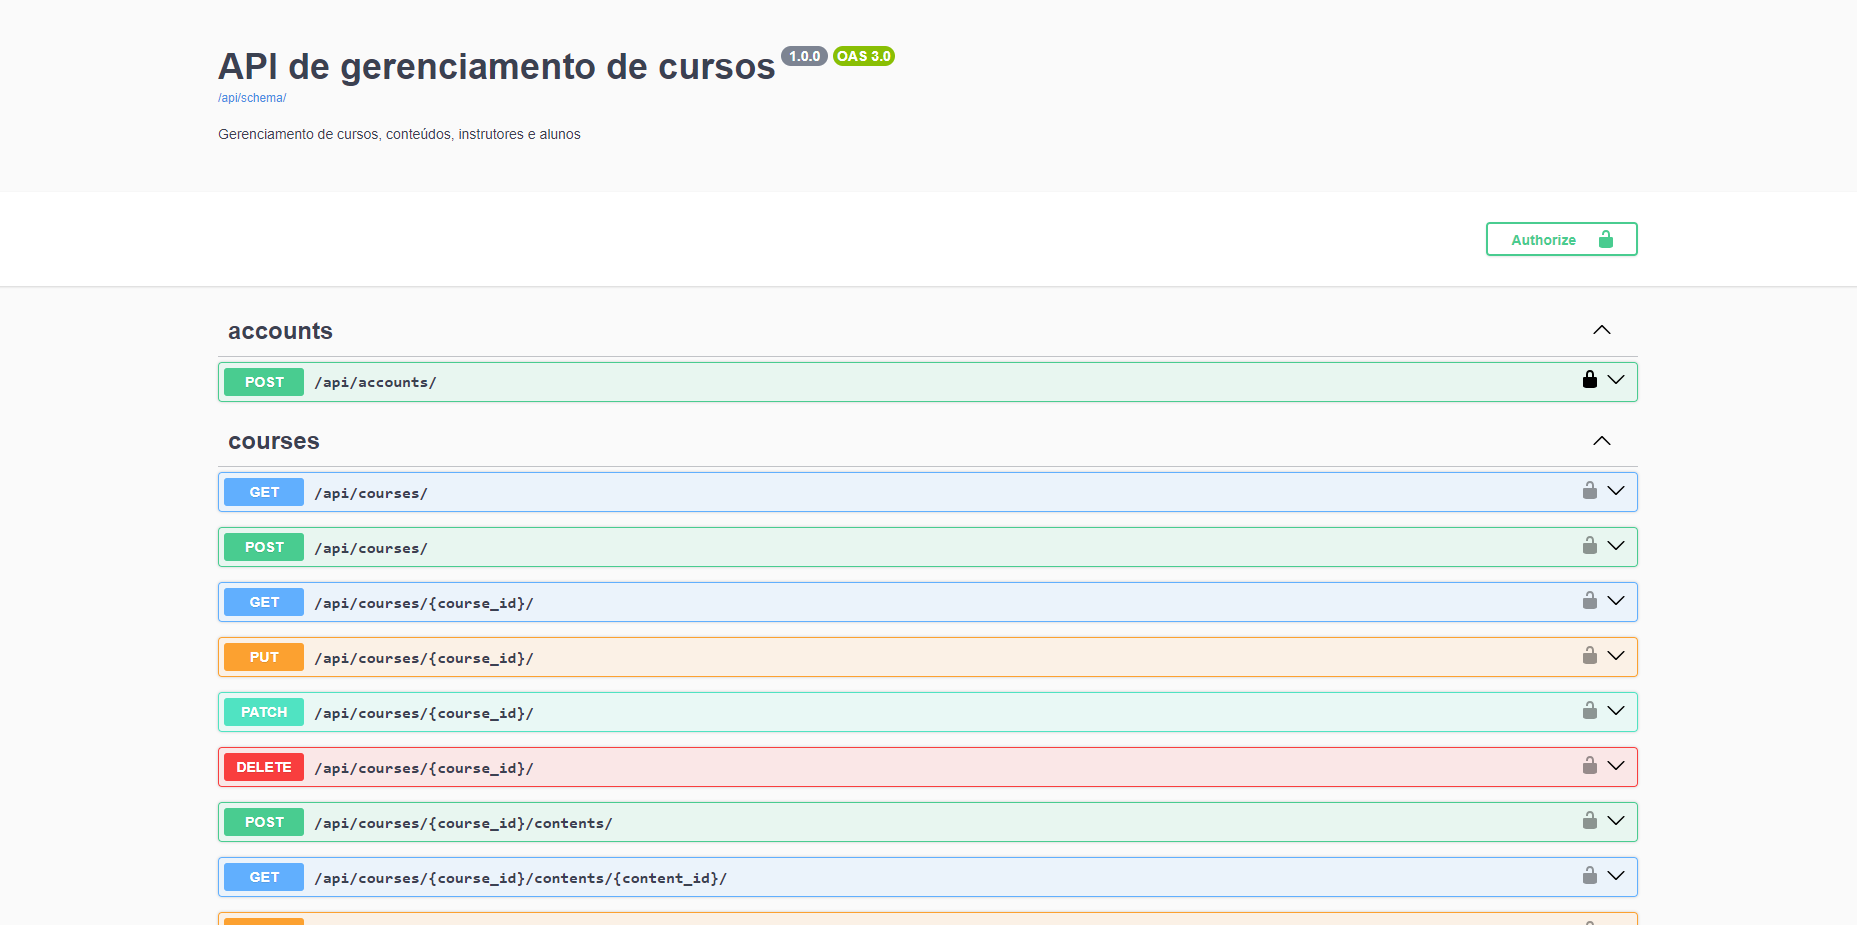 API de gerenciamento de cursos 1.0.0 OAS 3.0
/api/schema/
Gerenciamento de cursos, conteúdos, instrutores e alunos
Authorize
accounts
POST /api/accounts/
courses
GET /api/courses/
POST /api/courses/
GET /api/courses/{course_id}/
PUT /api/courses/{course_id}/
PATCH /api/courses/{course_id}/
DELETE /api/courses/{course_id}/
POST /api/courses/{course_id}/contents/
GET /api/courses/{course_id}/contents/{content_id}/